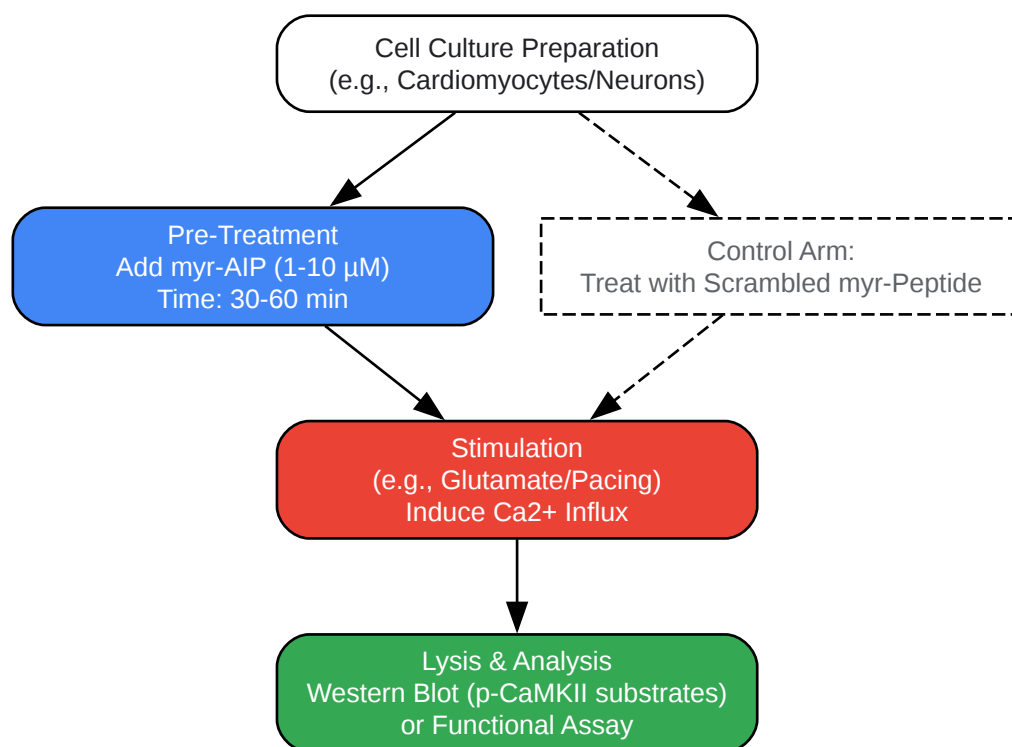 Cell Culture Preparation
(e.g., Cardiomyocytes/Neurons)
Pre-Treatment
Add myr-AIP (1-10 µM)
Time: 30-60 min
Control Arm:
Treat with Scrambled myr-Peptide
Stimulation
(e.g., Glutamate/Pacing)
Induce Ca2+ Influx
Lysis & Analysis
Western Blot (p-CaMKII substrates)
or Functional Assay